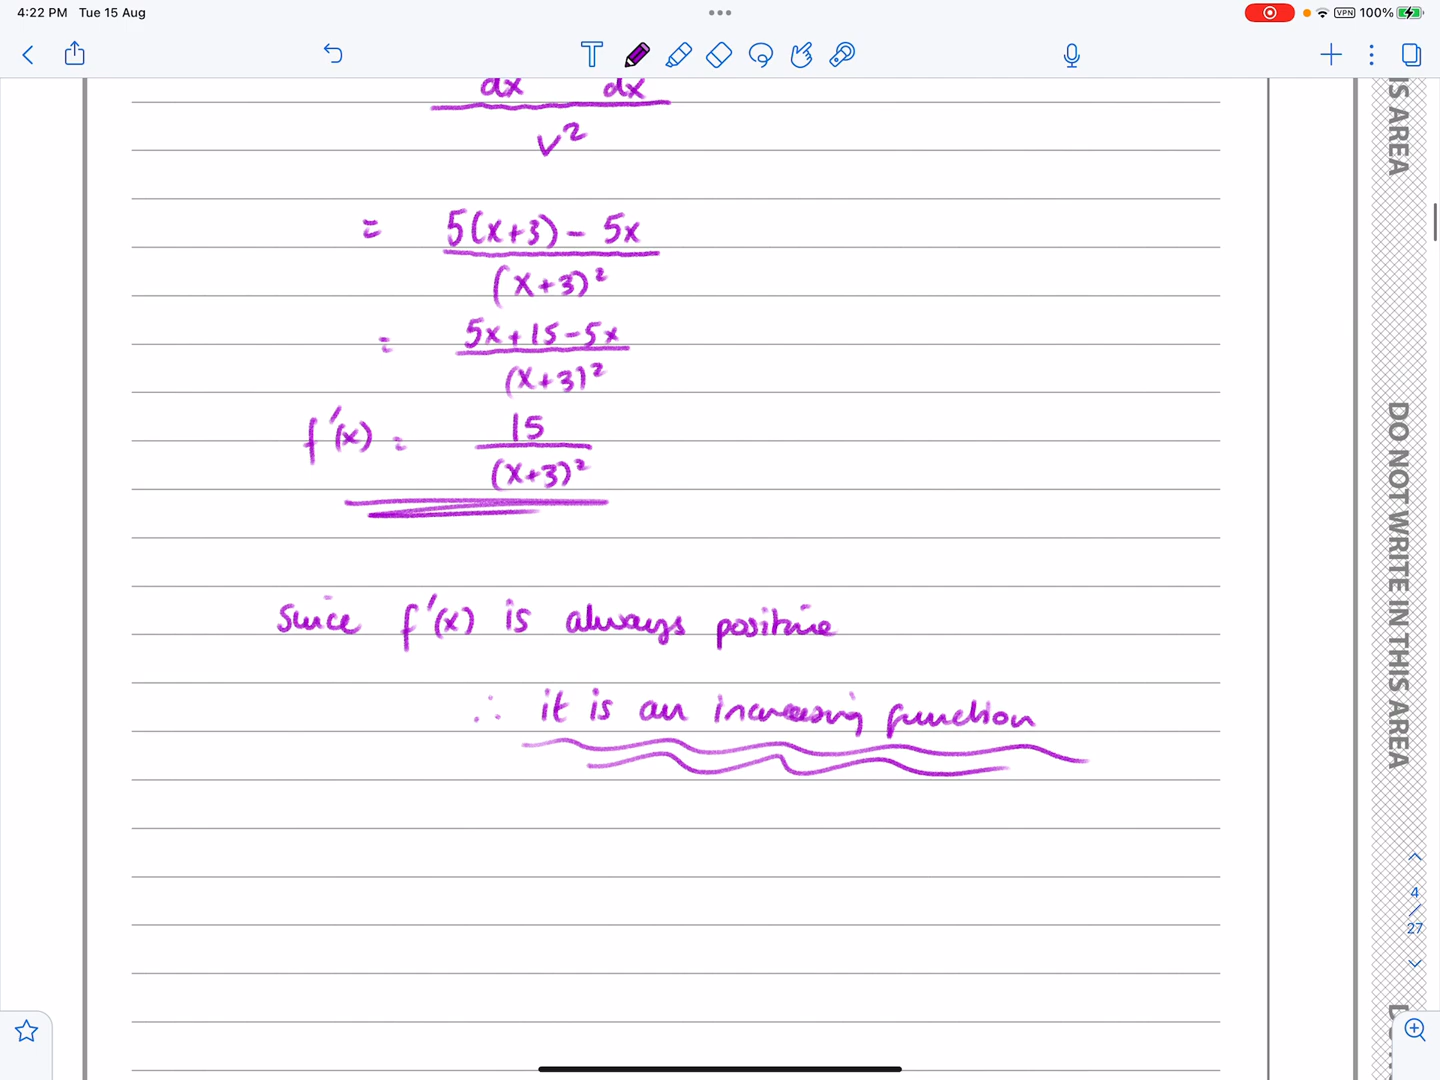 4:22 PM Tue 15 Aug
VPN 100%
T
dx dx
v²
= 5(x+3) - 5x
(x+3)²
= 5x+15-5x
(x+3)²
f'(x) = 15
(x+3)²
Since f'(x) is always positive
∴ it is an increasing function
IS AREA
DO NOT WRITE IN THIS AREA
4
/
27